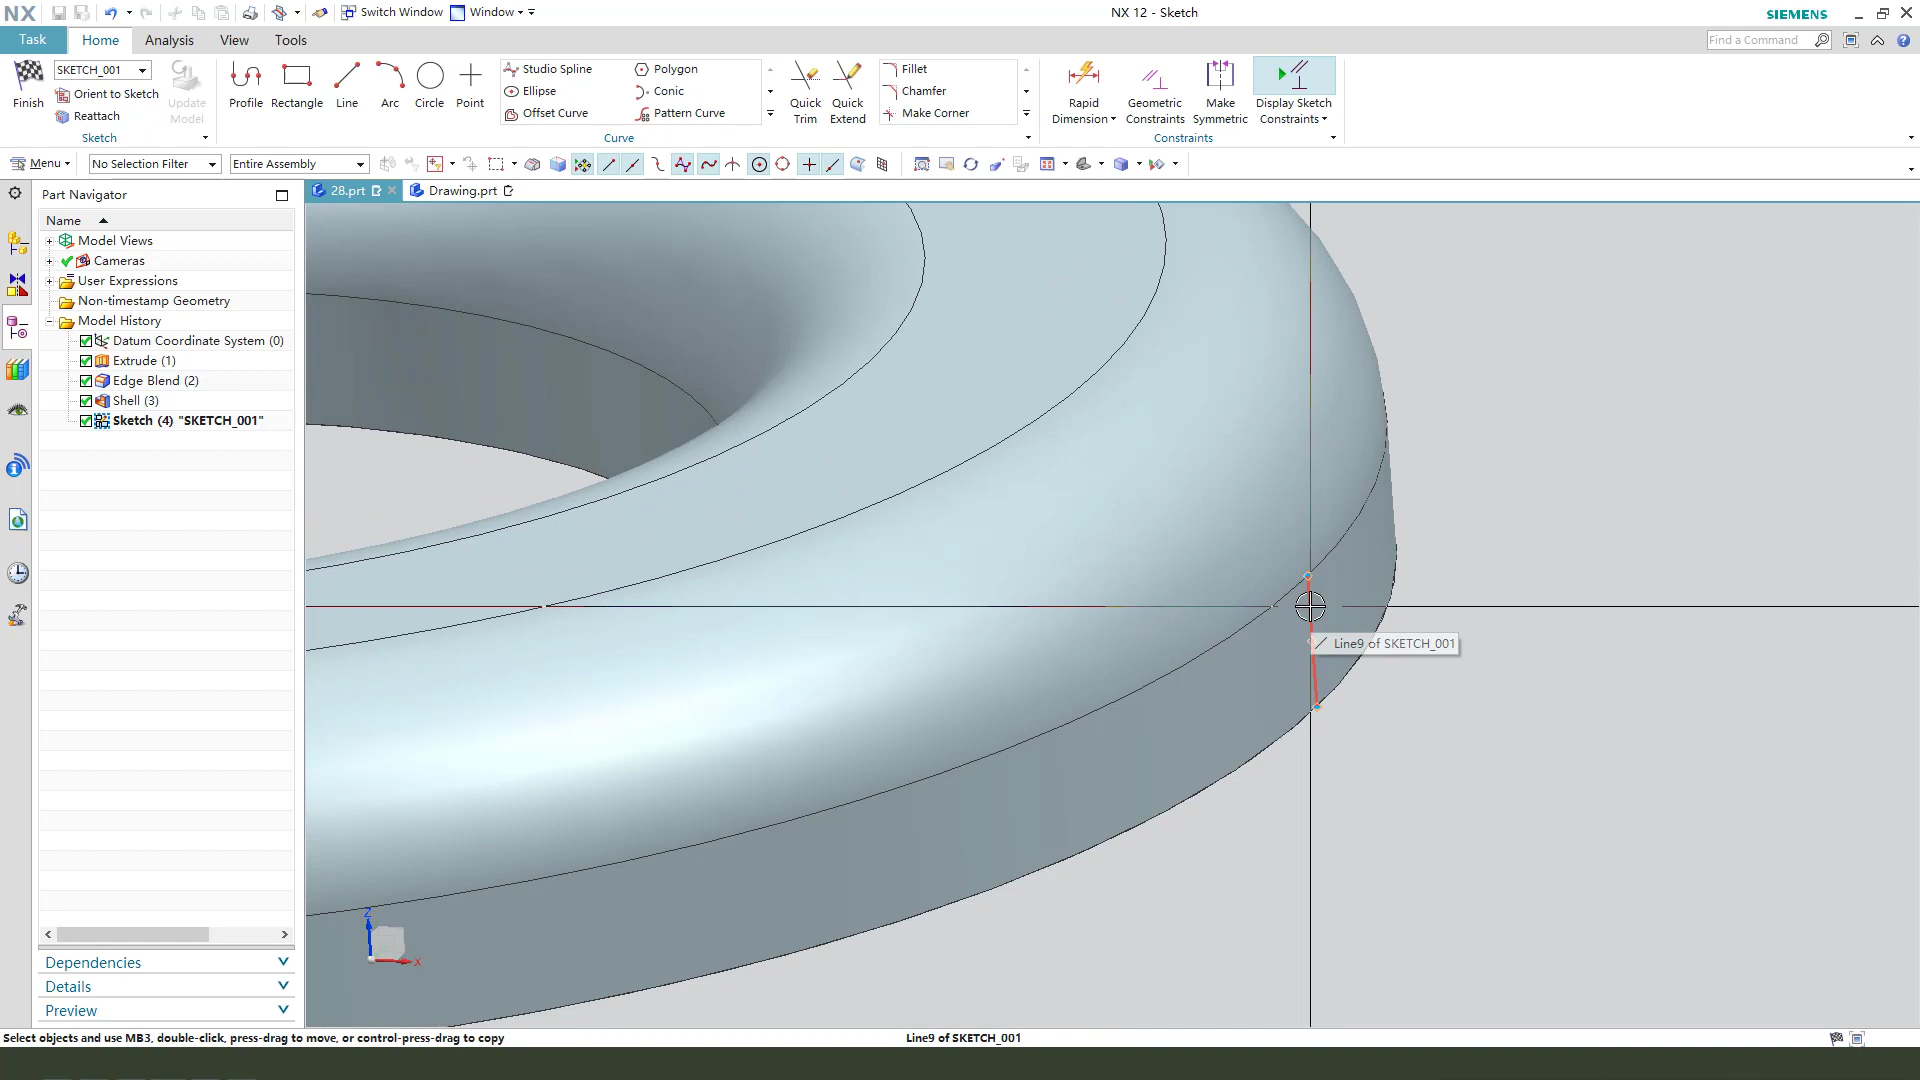 NX
Switch Window
Window
NX 12 - Sketch
SIEMENS
Task
Home
Analysis
View
Tools
Find a Command
Finish
SKETCH_001
Orient to Sketch
Reattach
Update
Model
Sketch
Profile
Rectangle
Line
Arc
Circle
Point
Studio Spline
Ellipse
Offset Curve
Polygon
Conic
Pattern Curve
Quick
Trim
Quick
Extend
Fillet
Chamfer
Make Corner
Curve
Rapid
Dimension
Geometric
Constraints
Make
Symmetric
Display Sketch
Constraints
Constraints
Menu
No Selection Filter
Entire Assembly
Part Navigator
28.prt
Drawing.prt
Name
Model Views
Cameras
User Expressions
Non-timestamp Geometry
Model History
Datum Coordinate System (0)
Extrude (1)
Edge Blend (2)
Shell (3)
Sketch (4) "SKETCH_001"
Line9 of SKETCH_001
Z
X
Dependencies
Details
Preview
Select objects and use MB3, double-click, press-drag to move, or control-press-drag to copy
Line9 of SKETCH_001